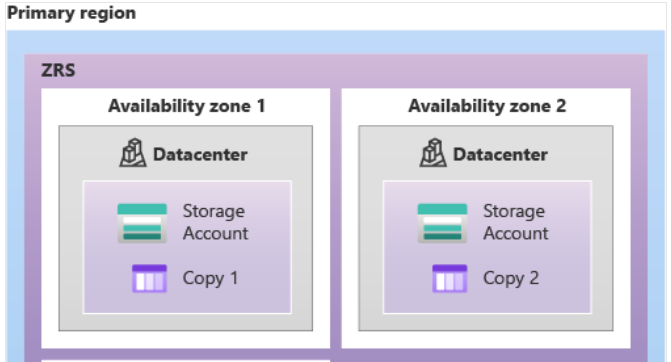 Primary region
ZRS
Availability zone 1
Datacenter
Storage
Account
Copy 1
Availability zone 2
Datacenter
Storage
Account
Copy 2